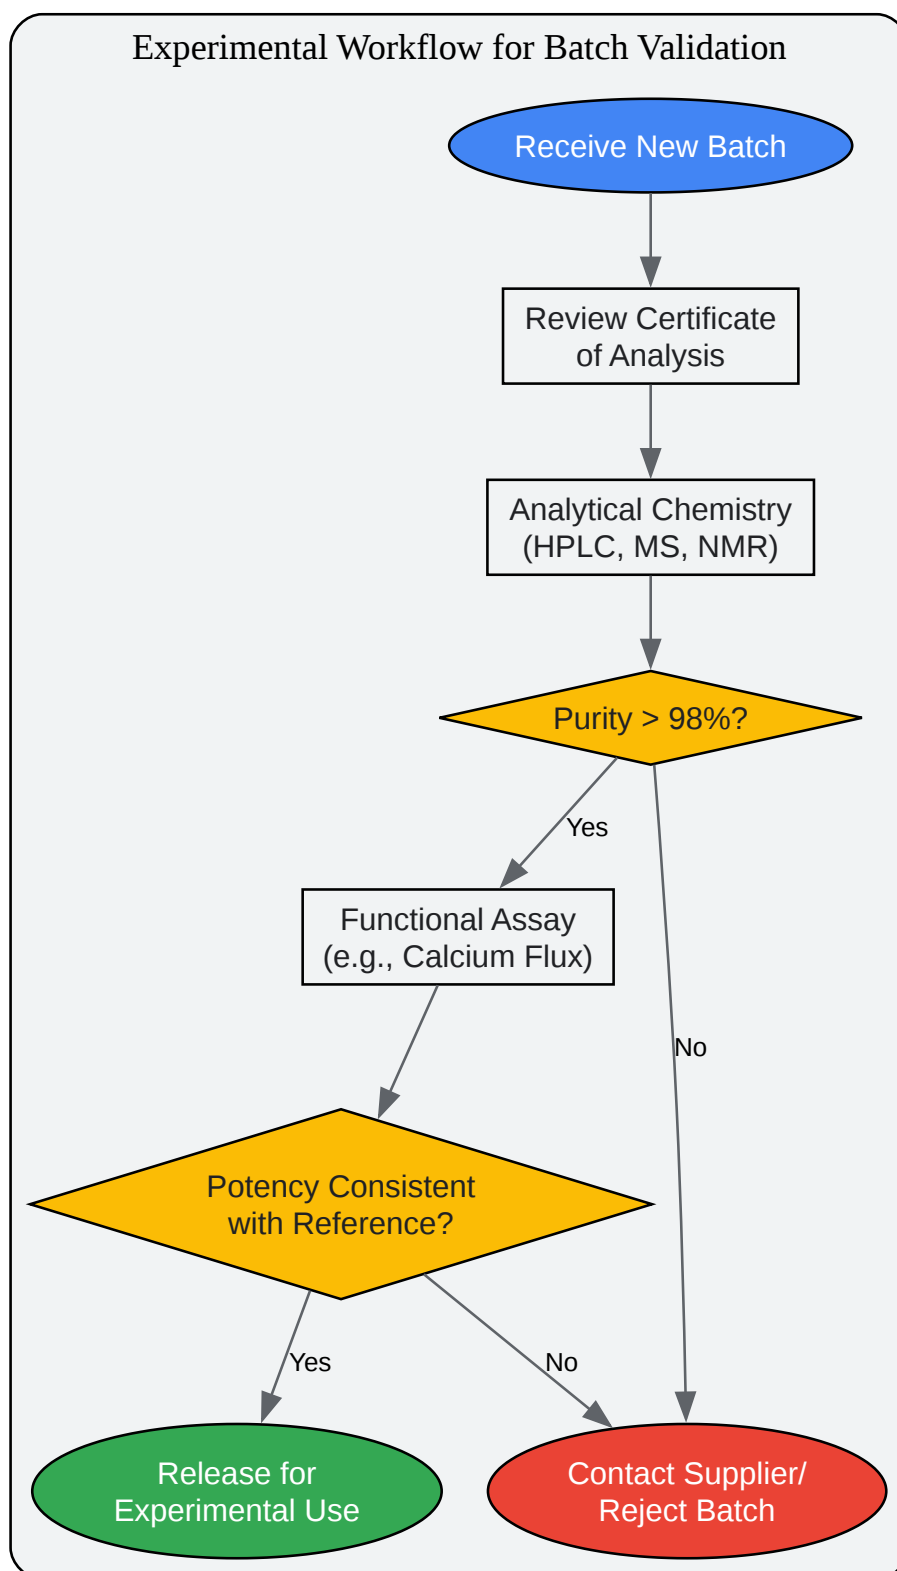 Experimental Workflow for Batch Validation
Receive New Batch
Review Certificate
of Analysis
Analytical Chemistry
(HPLC, MS, NMR)
Purity > 98%?
Yes
Functional Assay
(e.g., Calcium Flux)
No
Potency Consistent
with Reference?
Yes
No
Release for
Experimental Use
Contact Supplier/
Reject Batch